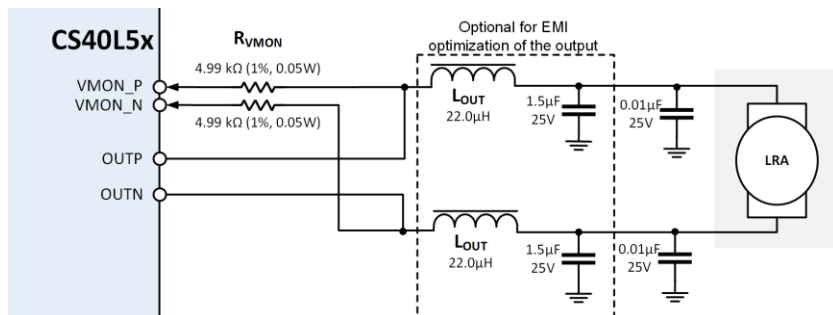 Optional for EMI
optimization of the output
CS40L5x
RVMON
4.99 kΩ (1%, 0.05W)
VMON_P
VMON_N
4.99 kΩ (1%, 0.05W)
OUTP
OUTN
LOUT
22.0µH
1.5µF
25V
0.01µF
25V
LRA
LOUT
22.0µH
1.5µF
25V
0.01µF
25V